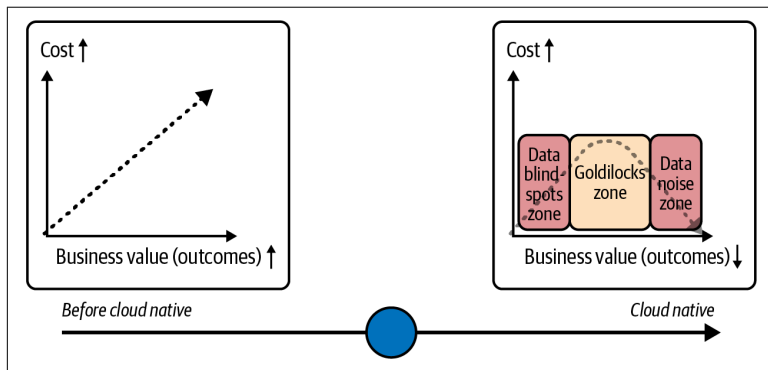 Cost ↑
Business value (outcomes) ↑
Cost ↑
Data
blind-
spots
zone
Goldilocks
zone
Data
noise
zone
Business value (outcomes) ↓
Before cloud native
Cloud native